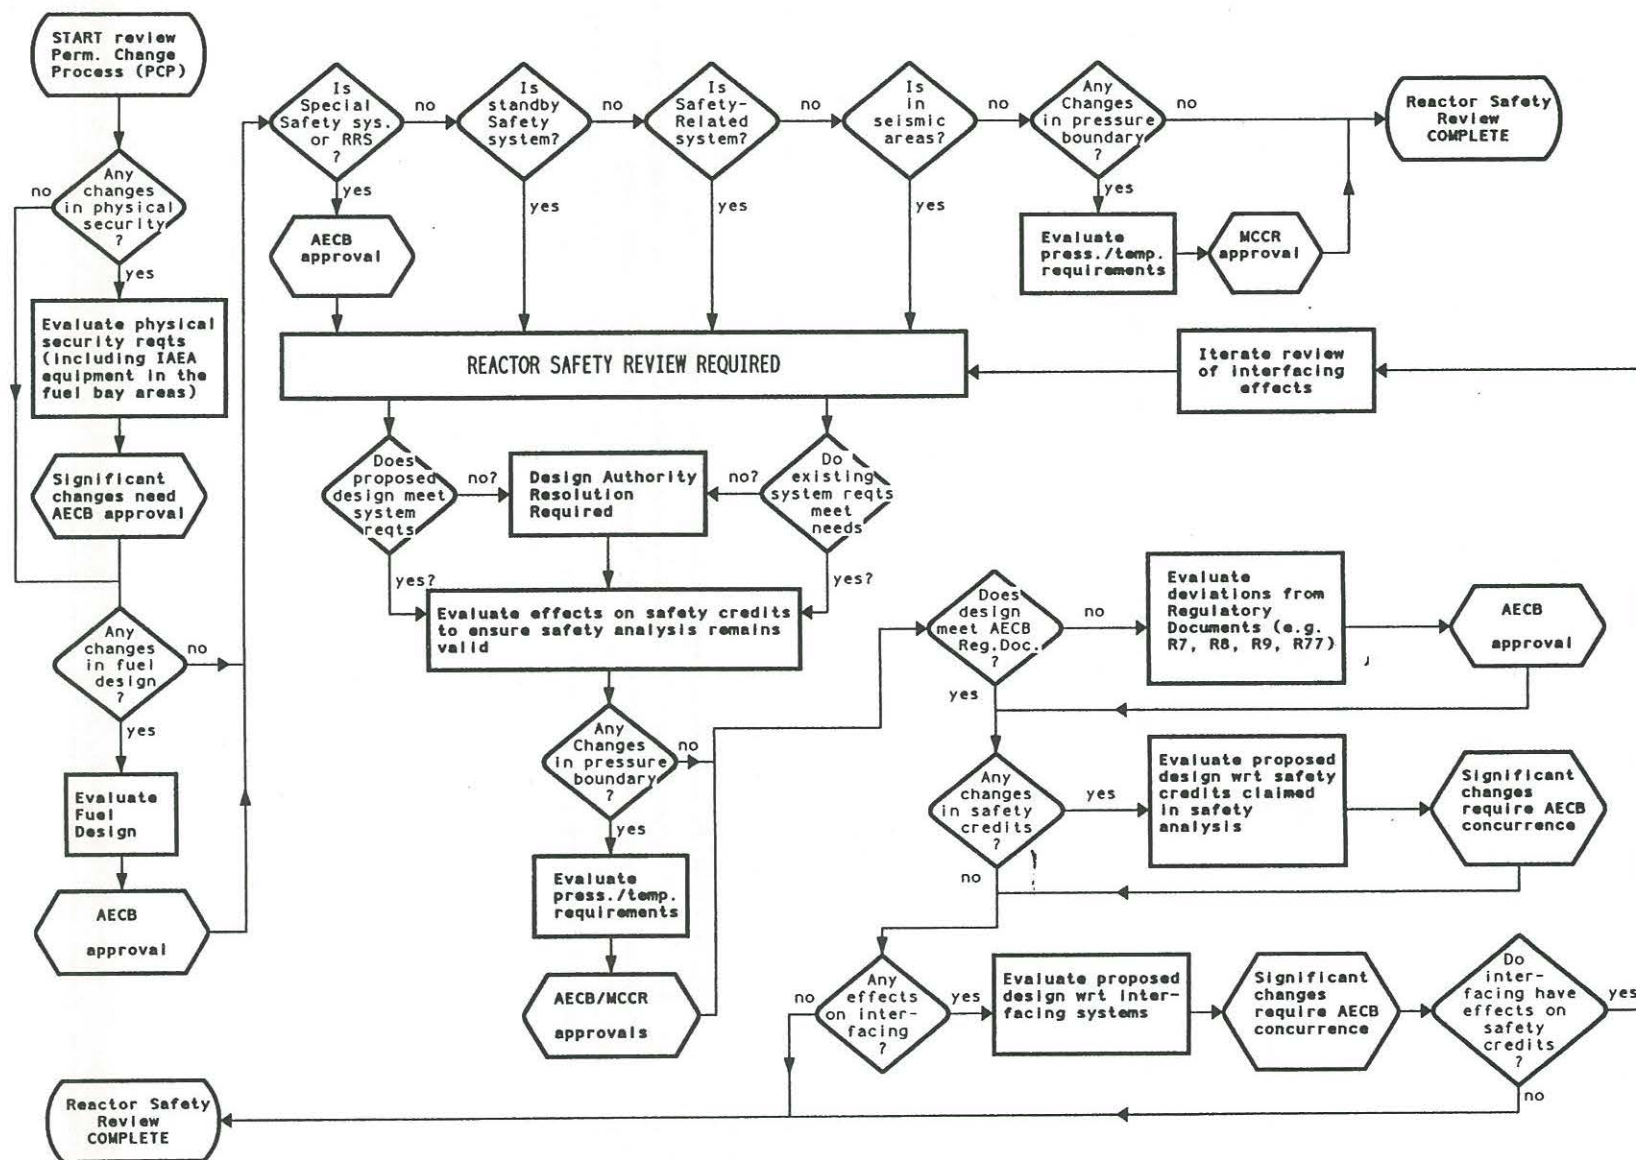 START review
Perm. Change
Process (PCP)
Any
changes
in physical
security
?
no
yes
Evaluate physical
security reqts
(including IAEA
equipment in the
fuel bay areas)
Significant
changes need
AECB approval
Any
changes
in fuel
design
?
no
yes
Evaluate
Fuel
Design
AECB
approval
Is
Special
Safety sys.
or RRS
?
no
yes
AECB
approval
Is
standby
Safety
system?
no
yes
Is
Safety-
Related
system?
no
yes
Is
in
seismic
areas?
no
yes
Any
Changes
in pressure
boundary
?
no
yes
Evaluate
press./temp.
requirements
MCCR
approval
Reactor Safety
Review
COMPLETE
REACTOR SAFETY REVIEW REQUIRED
Iterate review
of interfacing
effects
Does
proposed
design meet
system
reqts
no?
yes?
Design Authority
Resolution
Required
Do
existing
system reqts
meet
needs
no?
yes?
Evaluate effects on safety credits
to ensure safety analysis remains
valid
Any
Changes
in pressure
boundary
?
no
yes
Evaluate
press./temp.
requirements
AECB/MCCR
approvals
Does
design
meet AECB
Reg.Doc.
?
no
yes
Evaluate
deviations from
Regulatory
Documents (e.g.
R7, R8, R9, R77)
AECB
approval
Any
changes
in safety
credits
?
yes
no
Evaluate proposed
design wrt safety
credits claimed
in safety
analysis
Significant
changes
require AECB
concurrence
Any
effects
on inter-
facing
?
no
yes
Evaluate proposed
design wrt inter-
facing systems
Significant
changes
require AECB
concurrence
Do
inter-
facing have
effects on
safety
credits
?
yes
no
Reactor Safety
Review
COMPLETE